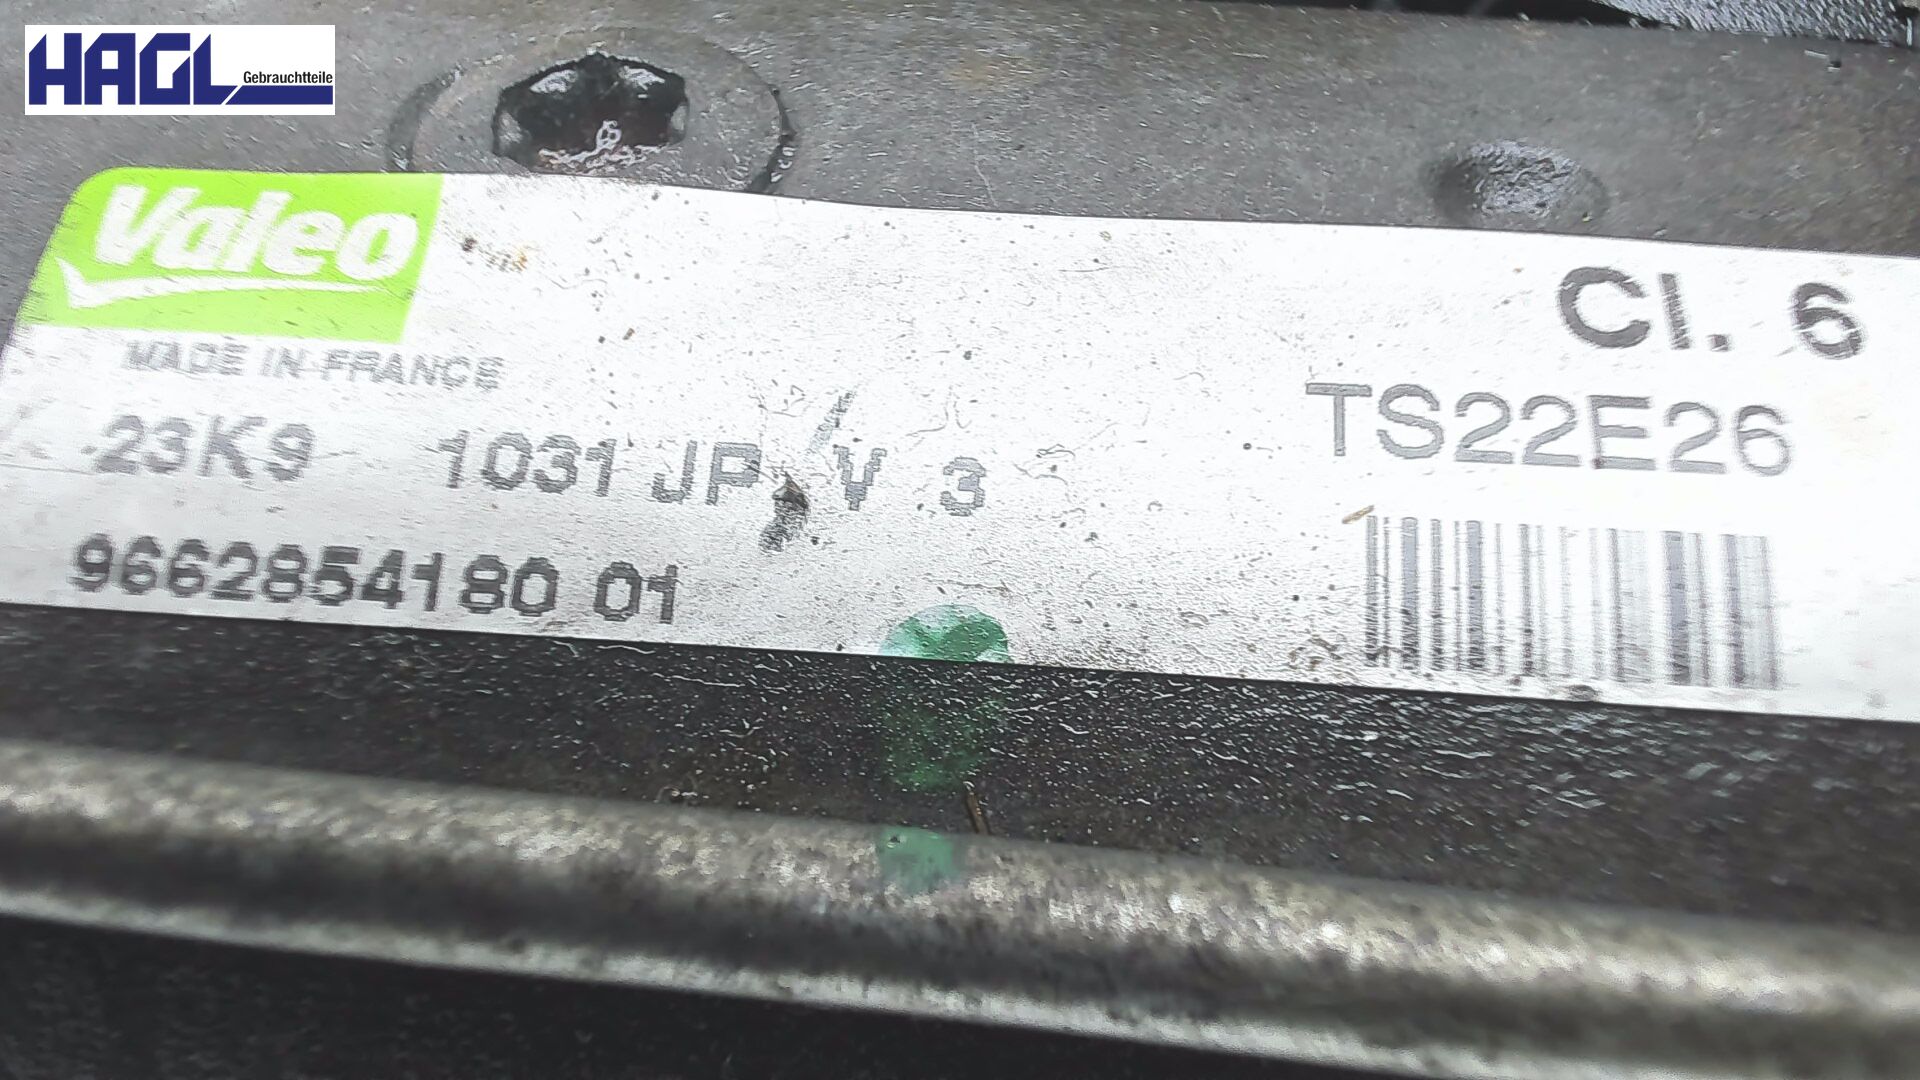 HAGL
Gebrauchtteile
Valeo
MADE IN FRANCE
Cl. 6
TS22E26
23K9 1031 JP V 3
9662854180 01